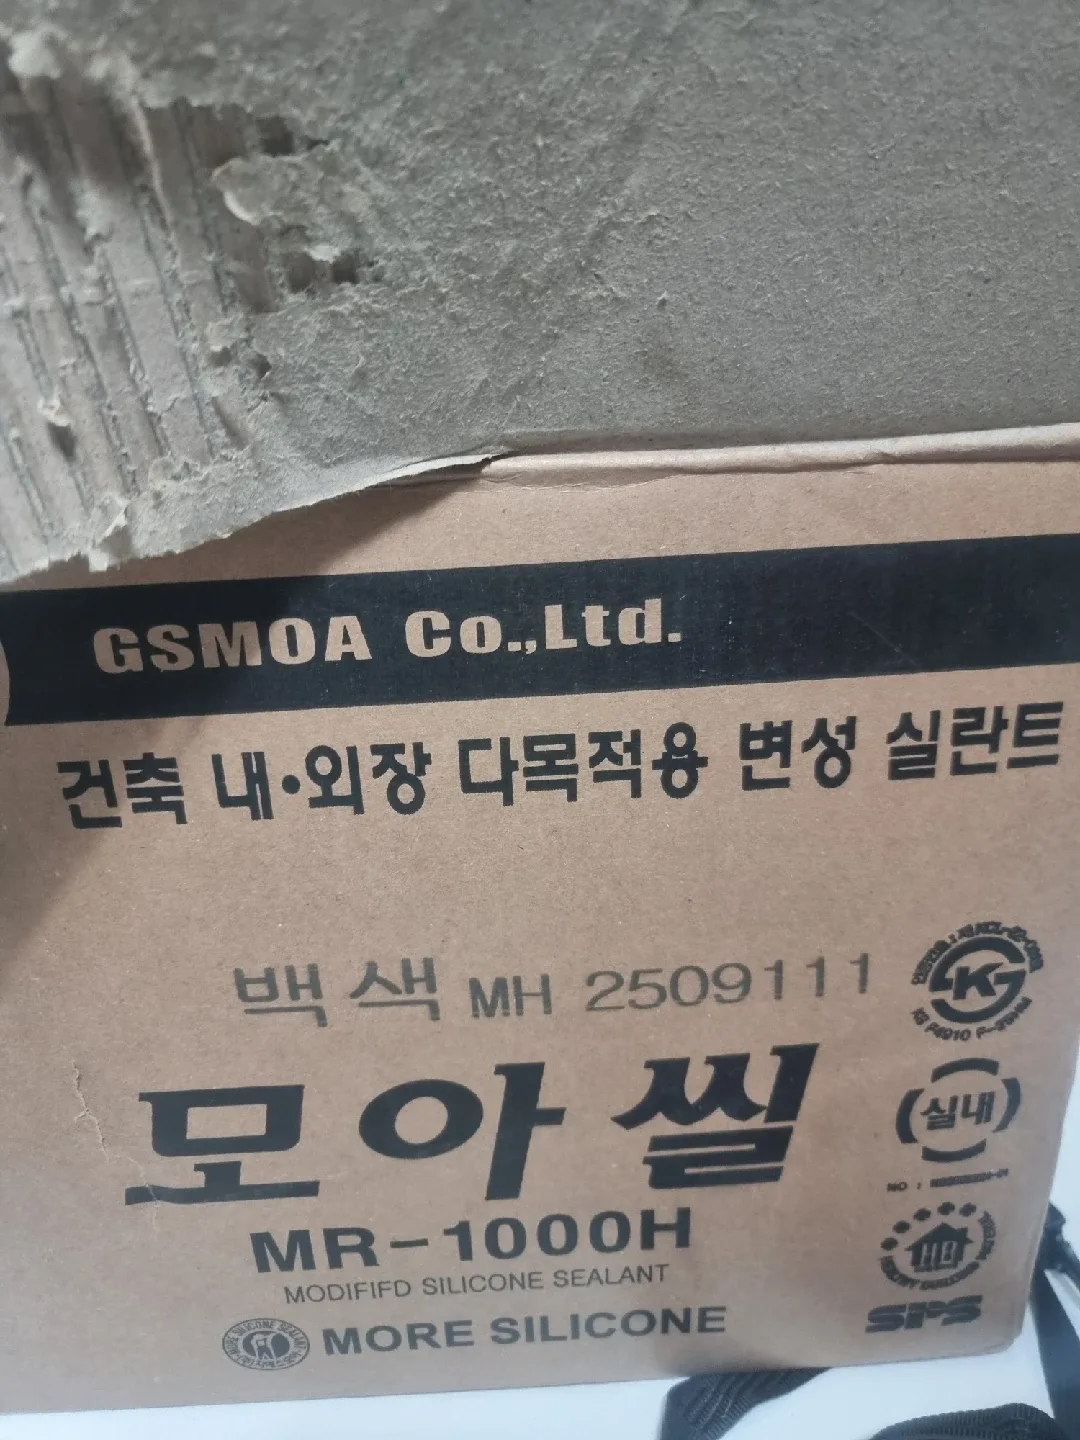 GSMOA Co.,Ltd.
건축 내·외장 다목적용 변성 실란트
백색 MH 2509111
모아씰
MR-1000H
MODIFIFD SILICONE SEALANT
MORE SILICONE
실내
HB
SPS